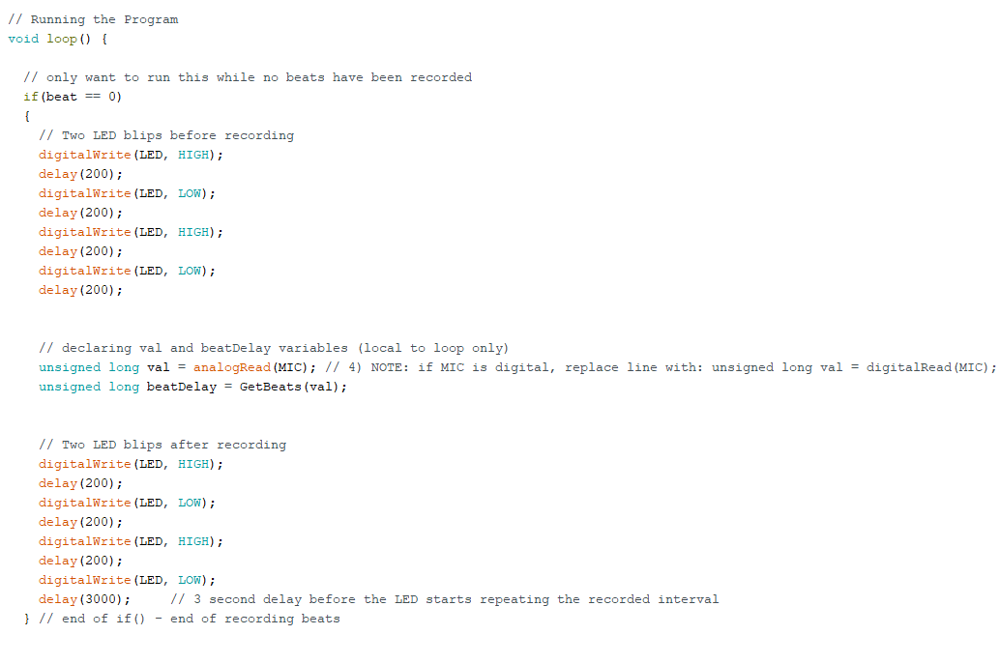 // Running the Program
void loop() {
// only want to run this while no beats have been recorded
if(beat == 0)
{
// Two LED blips before recording
digitalWrite(LED, HIGH);
delay(200);
digitalWrite(LED, LOW);
delay(200);
digitalWrite(LED, HIGH);
delay(200);
digitalWrite(LED, LOW);
delay(200);
// declaring val and beatDelay variables (local to loop only)
unsigned long val = analogRead(MIC); // 4) NOTE: if MIC is digital, replace line with: unsigned long val = digitalRead(MIC);
unsigned long beatDelay = GetBeats(val);
// Two LED blips after recording
digitalWrite(LED, HIGH);
delay(200);
digitalWrite(LED, LOW);
delay(200);
digitalWrite(LED, HIGH);
delay(200);
digitalWrite(LED, LOW);
delay(3000);     // 3 second delay before the LED starts repeating the recorded interval
} // end of if() - end of recording beats